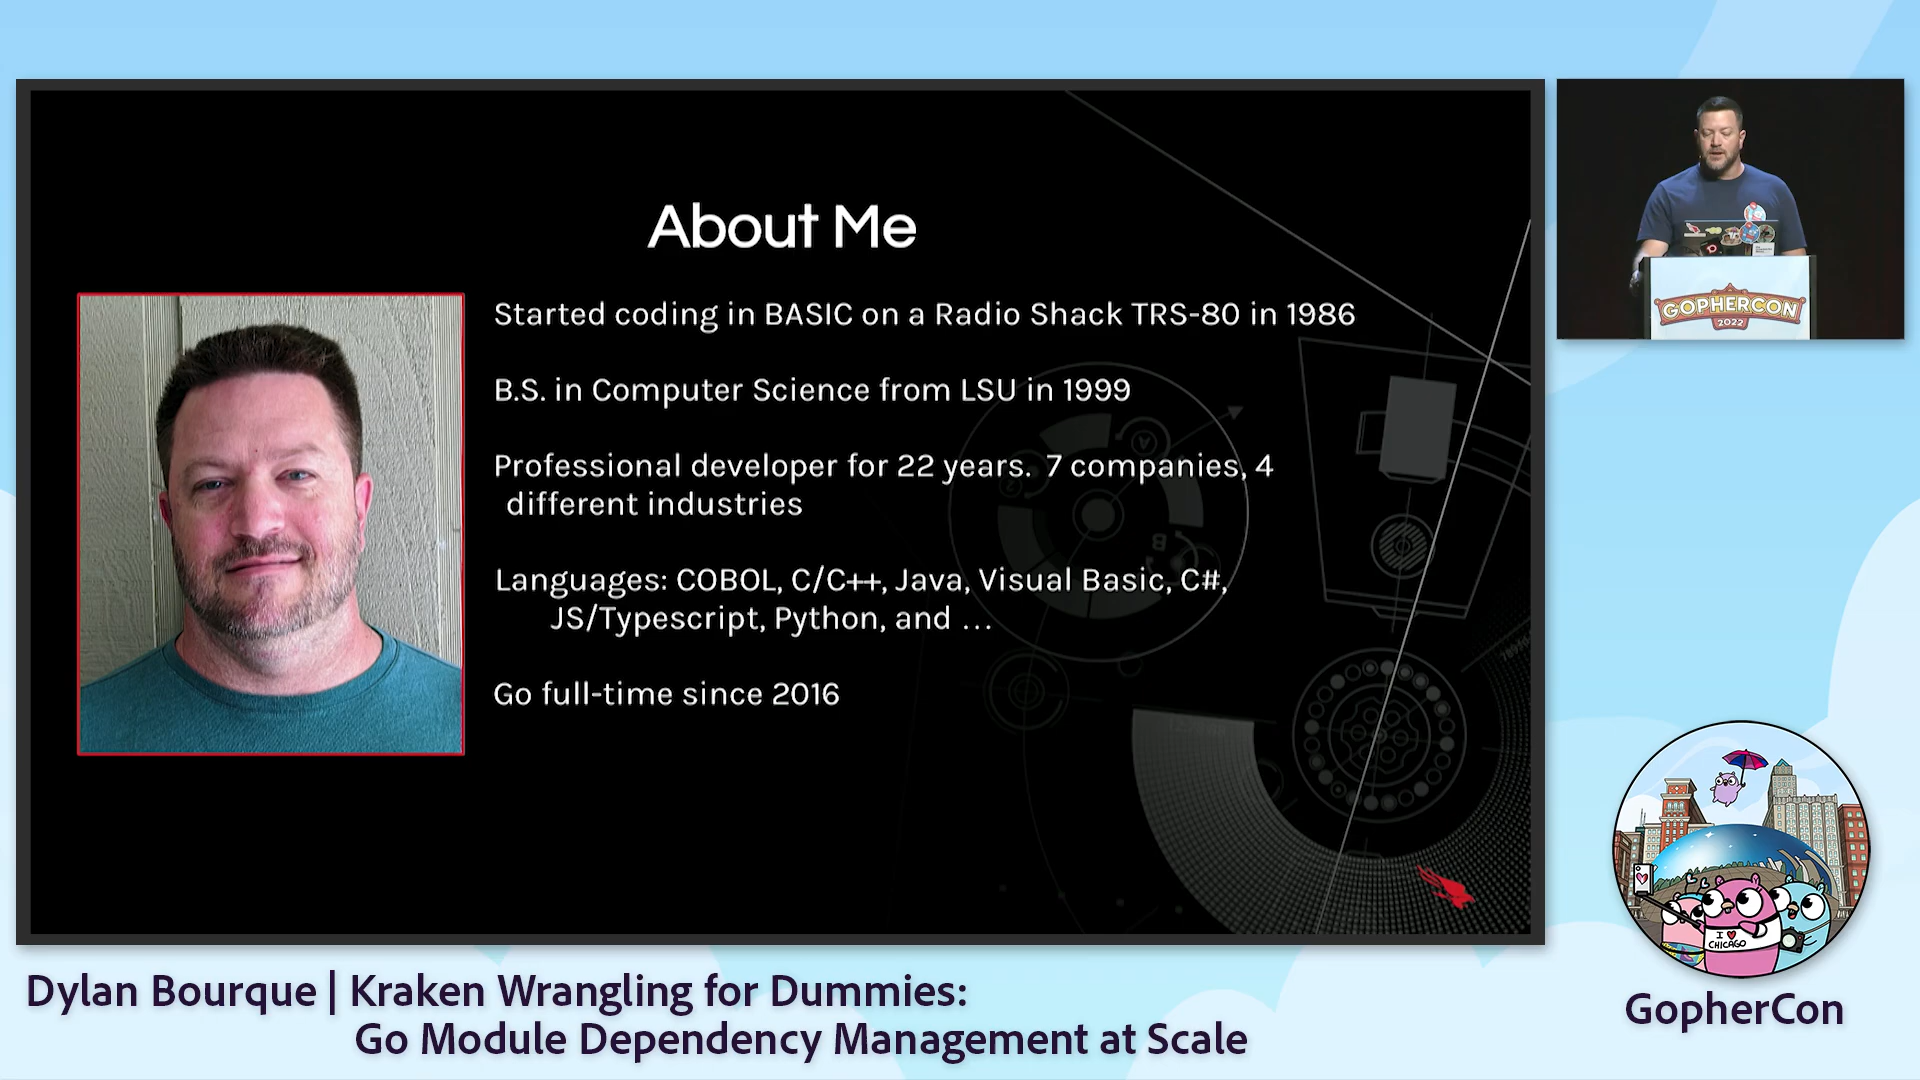 About Me
Started coding in BASIC on a Radio Shack TRS-80 in 1986
B.S. in Computer Science from LSU in 1999
Professional developer for 22 years. 7 companies, 4
different industries
Languages: COBOL, C/C++, Java, Visual Basic, C#,
JS/Typescript, Python, and ...
Go full-time since 2016
GOPHERCON
2022
I ♥
CHICAGO
Dylan Bourque | Kraken Wrangling for Dummies:
Go Module Dependency Management at Scale
GopherCon